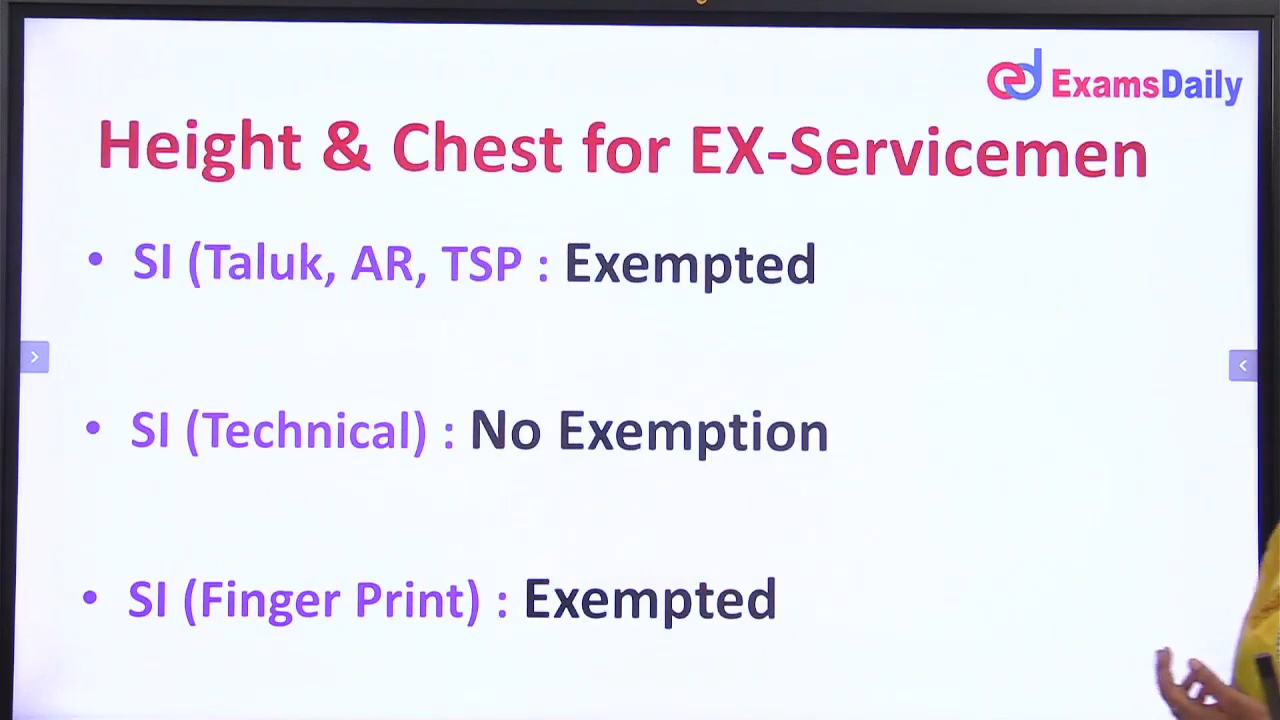 ExamsDaily
Height & Chest for EX-Servicemen
• SI (Taluk, AR, TSP : Exempted
• SI (Technical) : No Exemption
• SI (Finger Print) : Exempted